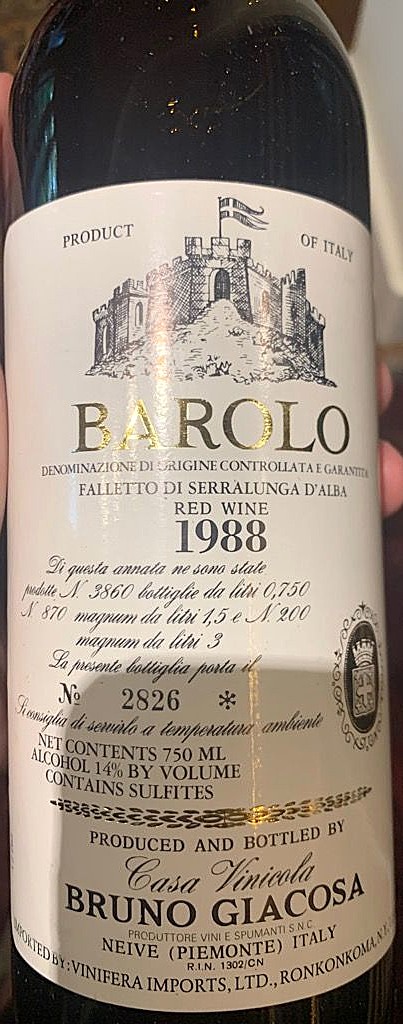 PRODUCT OF ITALY
BAROLO
DENOMINAZIONE DI ORIGINE CONTROLLATA E GARANTITA
FALLETTO DI SERRALUNGA D'ALBA
RED WINE
1988
Di questa annata ne sono state
prodotte N. 3860 bottiglie da litri 0,750
N. 870 magnum da litri 1,5 e N. 200
magnum da litri 3
La presente bottiglia porta il
No 2826 *
Si consiglia di servirlo a temperatura ambiente
NET CONTENTS 750 ML
ALCOHOL 14% BY VOLUME
CONTAINS SULFITES
PRODUCED AND BOTTLED BY
Casa Vinicola
BRUNO GIACOSA
PRODUTTORE VINI E SPUMANTI S.N.C.
NEIVE (PIEMONTE) ITALY
R.I.N. 1302/CN
IMPORTED BY: VINIFERA IMPORTS, LTD., RONKONKOMA, N.Y.